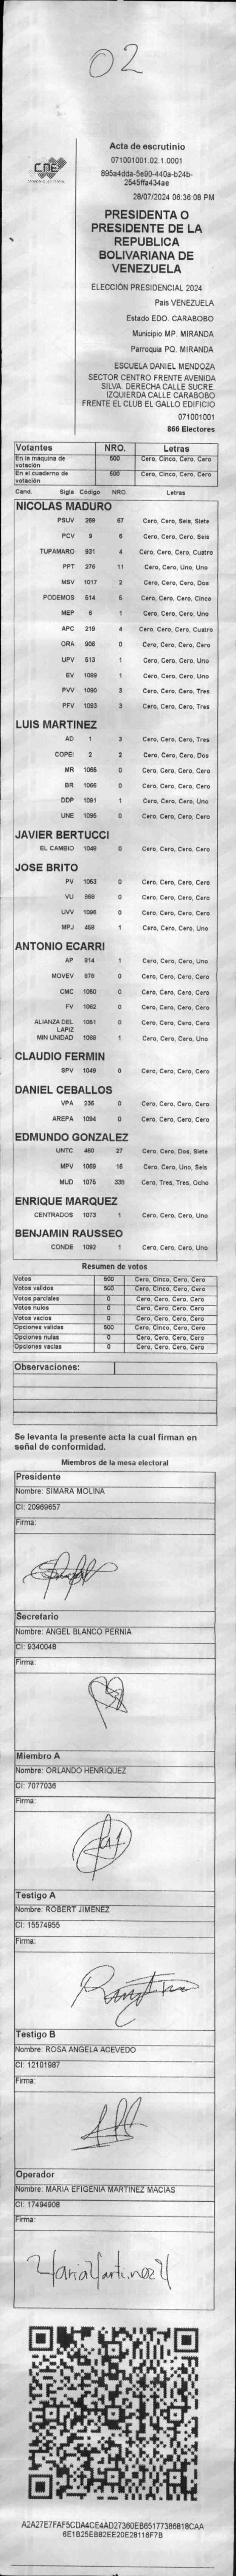 02
CNE
Acta de escrutinio
071001001.02.1.0001
895a4dda-5e90-440a-b24b-
2545ffa434ae
28/07/2024 06:36:08 PM
PRESIDENTA O
PRESIDENTE DE LA
REPUBLICA
BOLIVARIANA DE
VENEZUELA
ELECCIÓN PRESIDENCIAL 2024
Pais VENEZUELA
Estado EDO. CARABOBO
Municipio MP. MIRANDA
Parroquia PQ. MIRANDA
ESCUELA DANIEL MENDOZA
SECTOR CENTRO FRENTE AVENIDA
SILVA. DERECHA CALLE SUCRE.
IZQUIERDA CALLE CARABOBO
FRENTE CLUB EL GALLO EDIFICIO
071001001
866 Electores
Votantes NRO. Letras
En la máquina de votación 500 Cero, Cinco, Cero, Cero
En el cuaderno de votación 500 Cero, Cinco, Cero, Cero
Cand. Sigla Código NRO. Letras
NICOLAS MADURO
PSUV 269 67 Cero, Cero, Seis, Siete
PCV 9 6 Cero, Cero, Cero, Seis
TUPAMARO 931 4 Cero, Cero, Cero, Cuatro
PPT 276 11 Cero, Cero, Uno, Uno
MSV 1017 2 Cero, Cero, Cero, Dos
PODEMOS 514 5 Cero, Cero, Cero, Cinco
MEP 6 1 Cero, Cero, Cero, Uno
APC 219 4 Cero, Cero, Cero, Cuatro
ORA 906 0 Cero, Cero, Cero, Cero
UPV 513 1 Cero, Cero, Cero, Uno
EV 1089 1 Cero, Cero, Cero, Uno
PVV 1090 3 Cero, Cero, Cero, Tres
PFV 1093 3 Cero, Cero, Cero, Tres
LUIS MARTINEZ
AD 1 3 Cero, Cero, Cero, Tres
COPEI 2 2 Cero, Cero, Cero, Dos
MR 1065 0 Cero, Cero, Cero, Cero
BR 1066 0 Cero, Cero, Cero, Cero
DDP 1091 1 Cero, Cero, Cero, Uno
UNE 1095 0 Cero, Cero, Cero, Cero
JAVIER BERTUCCI
EL CAMBIO 1048 0 Cero, Cero, Cero, Cero
JOSE BRITO
PV 1053 0 Cero, Cero, Cero, Cero
VU 868 0 Cero, Cero, Cero, Cero
UVV 1096 0 Cero, Cero, Cero, Cero
MPJ 458 1 Cero, Cero, Cero, Uno
ANTONIO ECARRI
AP 814 1 Cero, Cero, Cero, Uno
MOVEV 876 0 Cero, Cero, Cero, Cero
CMC 1050 0 Cero, Cero, Cero, Cero
FV 1062 0 Cero, Cero, Cero, Cero
ALIANZA DEL LAPIZ 1051 0 Cero, Cero, Cero, Cero
MIN UNIDAD 1068 1 Cero, Cero, Cero, Uno
CLAUDIO FERMIN
SPV 1049 0 Cero, Cero, Cero, Cero
DANIEL CEBALLOS
VPA 236 0 Cero, Cero, Cero, Cero
AREPA 1094 0 Cero, Cero, Cero, Cero
EDMUNDO GONZALEZ
UNTC 460 27 Cero, Cero, Dos, Siete
MPV 1069 16 Cero, Cero, Uno, Seis
MUD 1075 338 Cero, Tres, Tres, Ocho
ENRIQUE MARQUEZ
CENTRADOS 1073 1 Cero, Cero, Cero, Uno
BENJAMIN RAUSSEO
CONDE 1092 1 Cero, Cero, Cero, Uno
Resumen de votos
Votos 500 Cero, Cinco, Cero, Cero
Votos validos 500 Cero, Cinco, Cero, Cero
Votos parciales 0 Cero, Cero, Cero, Cero
Votos nulos 0 Cero, Cero, Cero, Cero
Votos vacios 0 Cero, Cero, Cero, Cero
Opciones validas 500 Cero, Cinco, Cero, Cero
Opciones nulas 0 Cero, Cero, Cero, Cero
Opciones vacias 0 Cero, Cero, Cero, Cero
Observaciones:
Se levanta la presente acta la cual firman en
señal de conformidad.
Miembros de la mesa electoral
Presidente
Nombre: SIMARA MOLINA
CI: 20969657
Firma:
Secretario
Nombre: ANGEL BLANCO PERNIA
CI: 9340048
Firma:
Miembro A
Nombre: ORLANDO HENRIQUEZ
CI: 7077036
Firma:
Testigo A
Nombre: ROBERT JIMENEZ
CI: 15574955
Firma:
Testigo B
Nombre: ROSA ANGELA ACEVEDO
CI: 12101987
Firma:
Operador
Nombre: MARIA EFIGENIA MARTINEZ MACIAS
CI: 17494908
Firma:
Maria Martinez M
A2A27E7FAF5CDA4CE4AD27360EB65177386818CAA
6E1B25EB82EE20E28116F7B